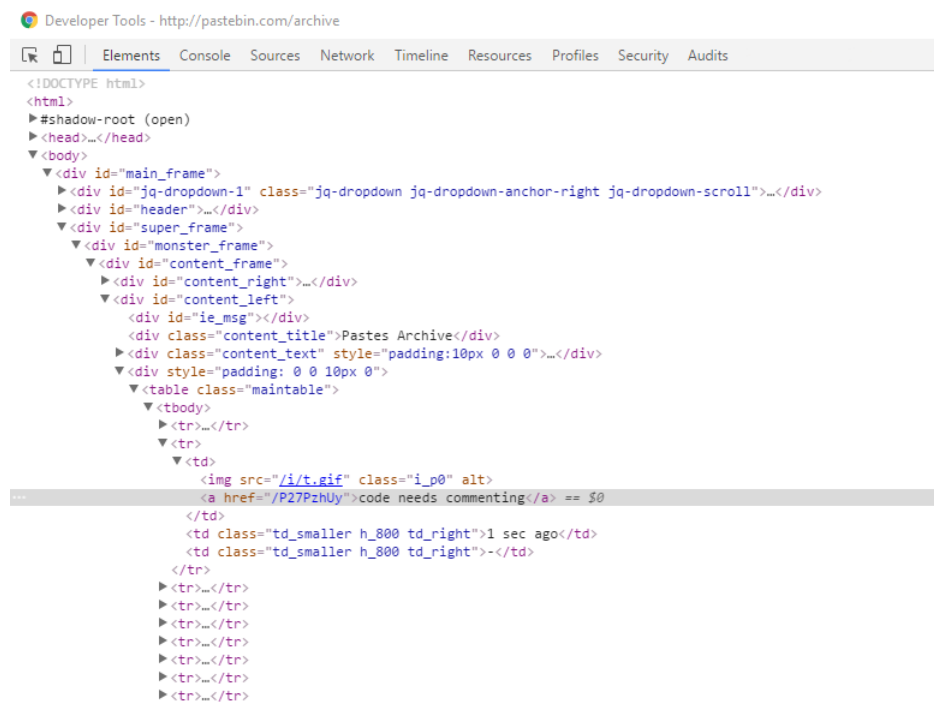 Developer Tools - http://pastebin.com/archive
Elements Console Sources Network Timeline Resources Profiles Security Audits
<!DOCTYPE html>
<html>
▶#shadow-root (open)
▶<head>…</head>
▼<body>
▼<div id="main_frame">
▶<div id="jq-dropdown-1" class="jq-dropdown jq-dropdown-anchor-right jq-dropdown-scroll">…</div>
▶<div id="header">…</div>
▼<div id="super_frame">
▼<div id="monster_frame">
▼<div id="content_frame">
▶<div id="content_right">…</div>
▼<div id="content_left">
<div id="ie_msg"></div>
<div class="content_title">Pastes Archive</div>
▶<div class="content_text" style="padding:10px 0 0 0">…</div>
▼<div style="padding: 0 0 10px 0">
▼<table class="maintable">
▼<tbody>
▶<tr>…</tr>
▼<tr>
▼<td>
<img src="/i/t.gif" class="i_p0" alt>
<a href="/P27PzhUy">code needs commenting</a> == $0
</td>
<td class="td_smaller h_800 td_right">1 sec ago</td>
<td class="td_smaller h_800 td_right">-</td>
</tr>
▶<tr>…</tr>
▶<tr>…</tr>
▶<tr>…</tr>
▶<tr>…</tr>
▶<tr>…</tr>
▶<tr>…</tr>
▶<tr>…</tr>